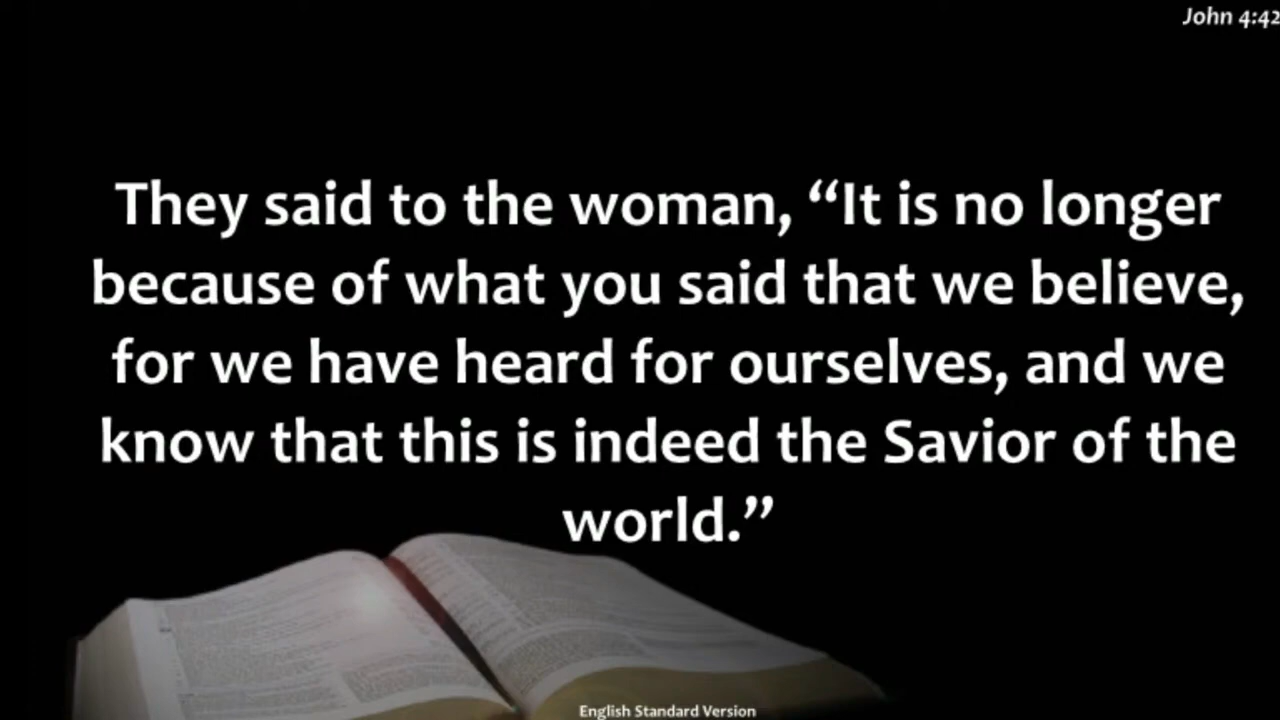 John 4:42
They said to the woman, “It is no longer
because of what you said that we believe,
for we have heard for ourselves, and we
know that this is indeed the Savior of the
world.”
English Standard Version